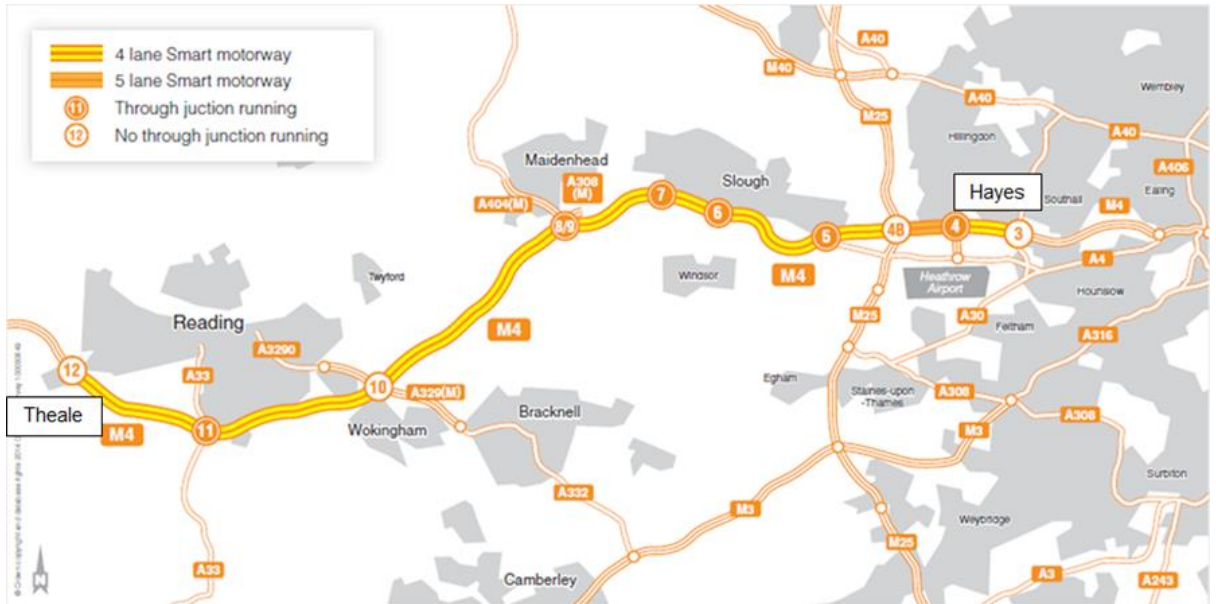 4 lane Smart motorway
5 lane Smart motorway
11 Through juction running
12 No through junction running
A40
M40
Wembley
A40
M25
Hillingdon
A40
Maidenhead
A406
A308
(M)
Slough
Hayes
Ealing
7
Southall
M4
A404(M)
6
8/9
5
4B
4
3
Twyford
Windsor
M4
A4
Heathrow
Airport
Hounslow
Reading
M4
M25
A30
Feltham
A316
A3290
12
A33
10
A329(M)
Egham
Staines-upon
-Thames
A308
Theale
M4
11
Wokingham
Bracknell
M3
A308
Surbiton
A332
M3
Weybridge
M25
A33
Camberley
A3
A243
N